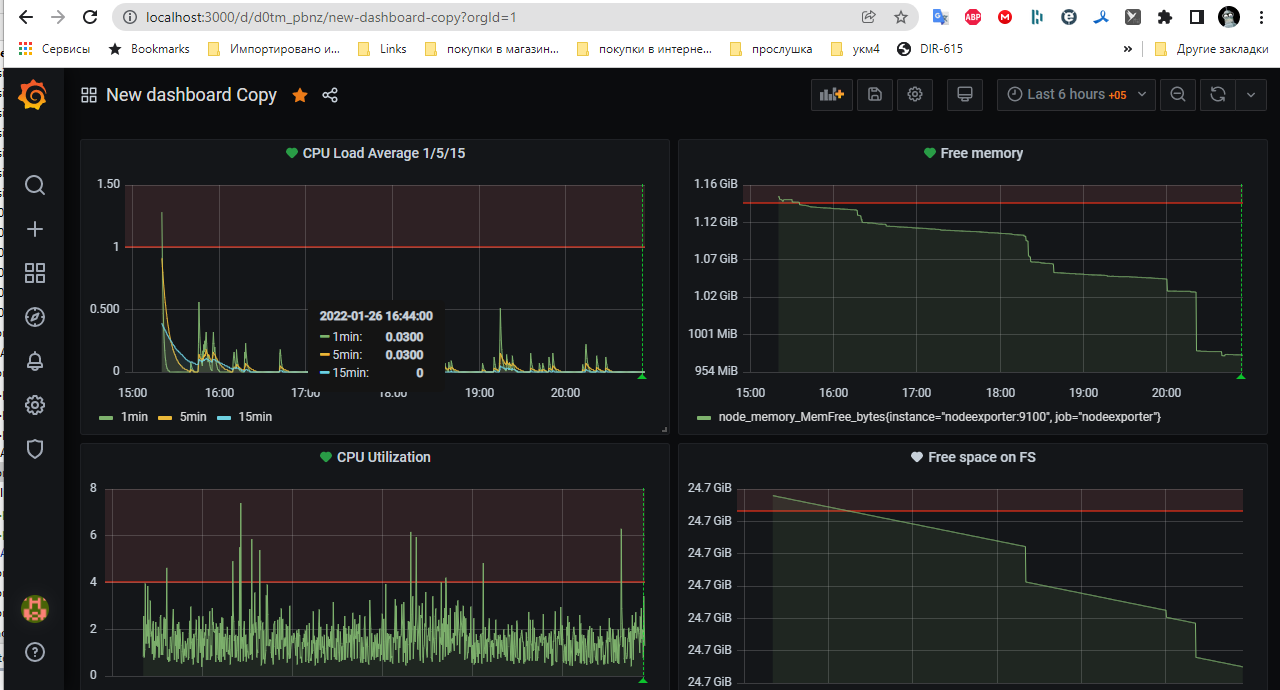 localhost:3000/d/d0tm_pbnz/new-dashboard-copy?orgId=1
ABP
Сервисы Bookmarks Импортировано и... Links покупки в магазин... покупки в интерне... прослушка укм4 DIR-615 » Другие закладки
New dashboard Copy
Last 6 hours +05
CPU Load Average 1/5/15
1.50
1
0.500
0
15:00 16:00 17:00 18:00 19:00 20:00
2022-01-26 16:44:00
1min: 0.0300
5min: 0.0300
15min: 0
1min 5min 15min
Free memory
1.16 GiB
1.12 GiB
1.07 GiB
1.02 GiB
1001 MiB
954 MiB
15:00 16:00 17:00 18:00 19:00 20:00
node_memory_MemFree_bytes{instance="nodeexporter:9100", job="nodeexporter"}
CPU Utilization
8
6
4
2
0
Free space on FS
24.7 GiB
24.7 GiB
24.7 GiB
24.7 GiB
24.7 GiB
24.7 GiB
24.7 GiB